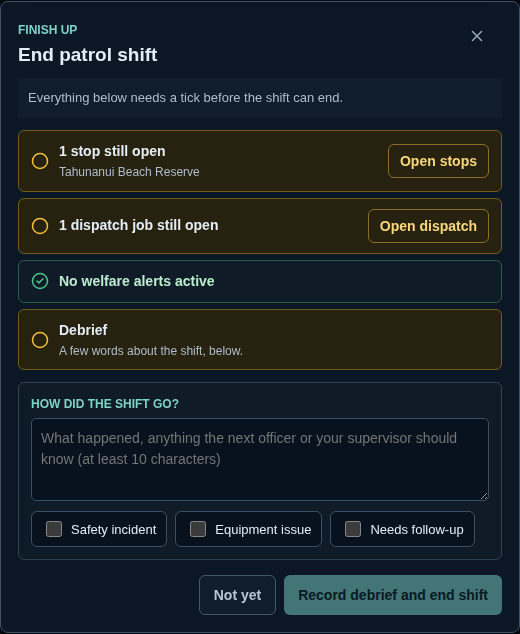 FINISH UP
End patrol shift
Everything below needs a tick before the shift can end.
1 stop still open
Tahunanui Beach Reserve
Open stops
1 dispatch job still open
Open dispatch
No welfare alerts active
Debrief
A few words about the shift, below.
HOW DID THE SHIFT GO?
What happened, anything the next officer or your supervisor should
know (at least 10 characters)
Safety incident
Equipment issue
Needs follow-up
Not yet
Record debrief and end shift